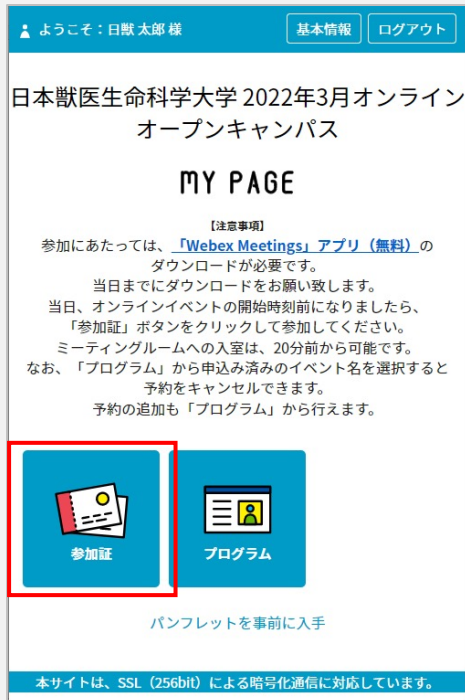 ようこそ：日獣 太郎 様
基本情報
ログアウト
日本獣医生命科学大学 2022年3月オンライン
オープンキャンパス
MY PAGE
【注意事項】
参加にあたっては、「Webex Meetings」アプリ（無料）の
ダウンロードが必要です。
当日までにダウンロードをお願い致します。
当日、オンラインイベントの開始時刻前になりましたら、
「参加証」ボタンをクリックして参加してください。
ミーティングルームへの入室は、20分前から可能です。
なお、「プログラム」から申込み済みのイベント名を選択すると
予約をキャンセルできます。
予約の追加も「プログラム」から行えます。
参加証
プログラム
パンフレットを事前に入手
本サイトは、SSL（256bit）による暗号化通信に対応しています。